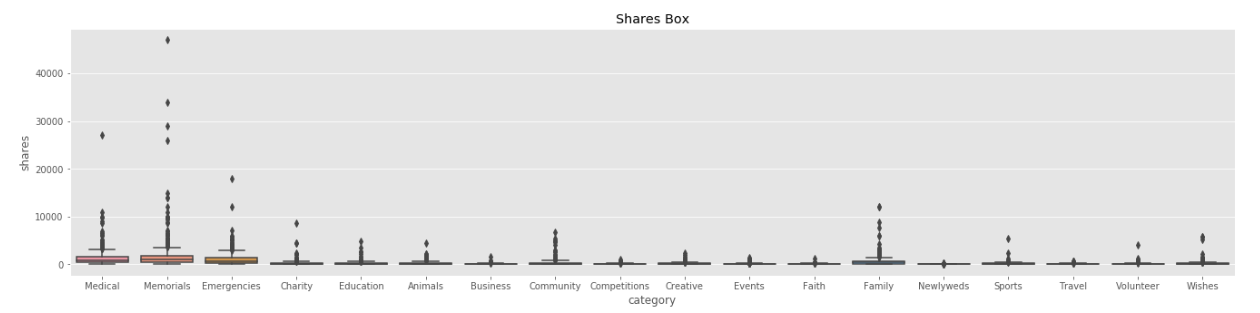 Shares Box
40000
30000
20000
10000
0
shares
Medical Memorials Emergencies Charity Education Animals Business Community Competitions Creative Events Faith Family Newlyweds Sports Travel Volunteer Wishes
category